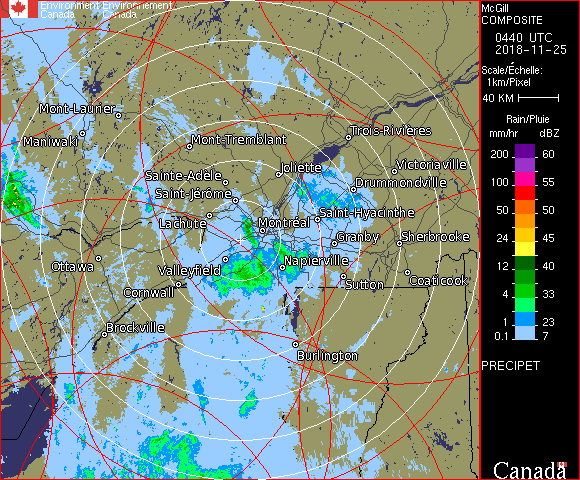 Environment Environnement
Canada Canada
McGill
COMPOSITE
0440 UTC
2018-11-25
Scale/Échelle:
1km/Pixel
40 KM
Rain/Pluie
mm/hr dBZ
200 60
100 55
50 50
24 45
12 40
4 33
1 23
0.1 7
PRECIPET
Canada
Mont-Laurier
Maniwaki
Mont-Tremblant
Trois-Rivières
Sainte-Adèle
Joliette
Victoriaville
Saint-Jérôme
Drummondville
Lachute
Montréal
Saint-Hyacinthe
Granby
Sherbrooke
Ottawa
Valleyfield
Napierville
Cornwall
Sutton
Coaticook
Brockville
Burlington